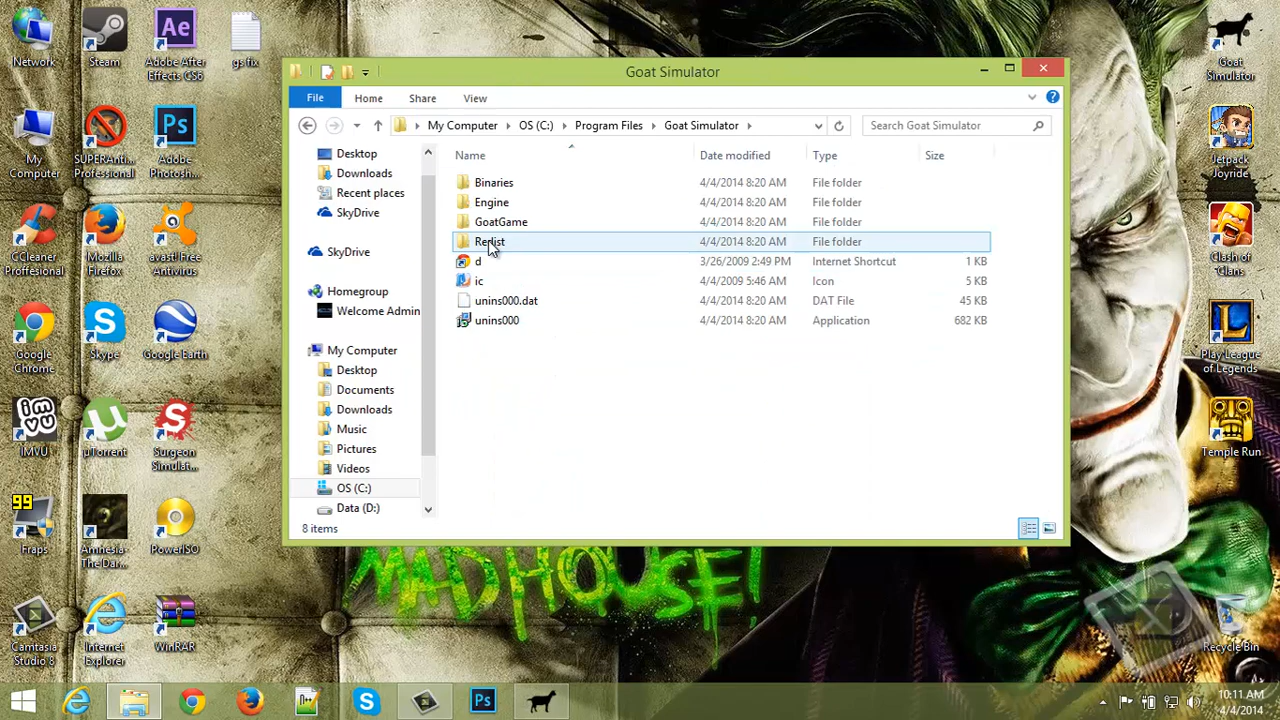 Network
Steam
Adobe After
Effects CS6
gs fix
My
Computer
SUPERAnti...
Professional
Adobe
Photosh...
CCleaner
Proffesional
Mozilla
Firefox
avast! Free
Antivirus
Google
Chrome
Skype
Google Earth
IMVU
µTorrent
Surgeon
Simulat...
99
Fraps
Amnesia-
TheDar...
PowerISO
Camtasia
Studio 8
Internet
Explorer
WinRAR
Goat Simulator
File
Home
Share
View
My Computer
OS (C:)
Program Files
Goat Simulator
Search Goat Simulator
Desktop
Downloads
Recent places
SkyDrive
SkyDrive
Homegroup
Welcome Admin
My Computer
Desktop
Documents
Downloads
Music
Pictures
Videos
OS (C:)
Data (D:)
Name Date modified Type Size
Binaries 4/4/2014 8:20 AM File folder
Engine 4/4/2014 8:20 AM File folder
GoatGame 4/4/2014 8:20 AM File folder
Redist 4/4/2014 8:20 AM File folder
d 3/26/2009 2:49 PM Internet Shortcut 1 KB
ic 4/4/2009 5:46 AM Icon 5 KB
unins000.dat 4/4/2014 8:20 AM DAT File 45 KB
unins000 4/4/2014 8:20 AM Application 682 KB
8 items
MADHOUSE!
Goat
Simulator
Jetpack
Joyride
Clash of
Clans
Play League
of Legends
Temple Run
Recycle Bin
10:11 AM
4/4/2014